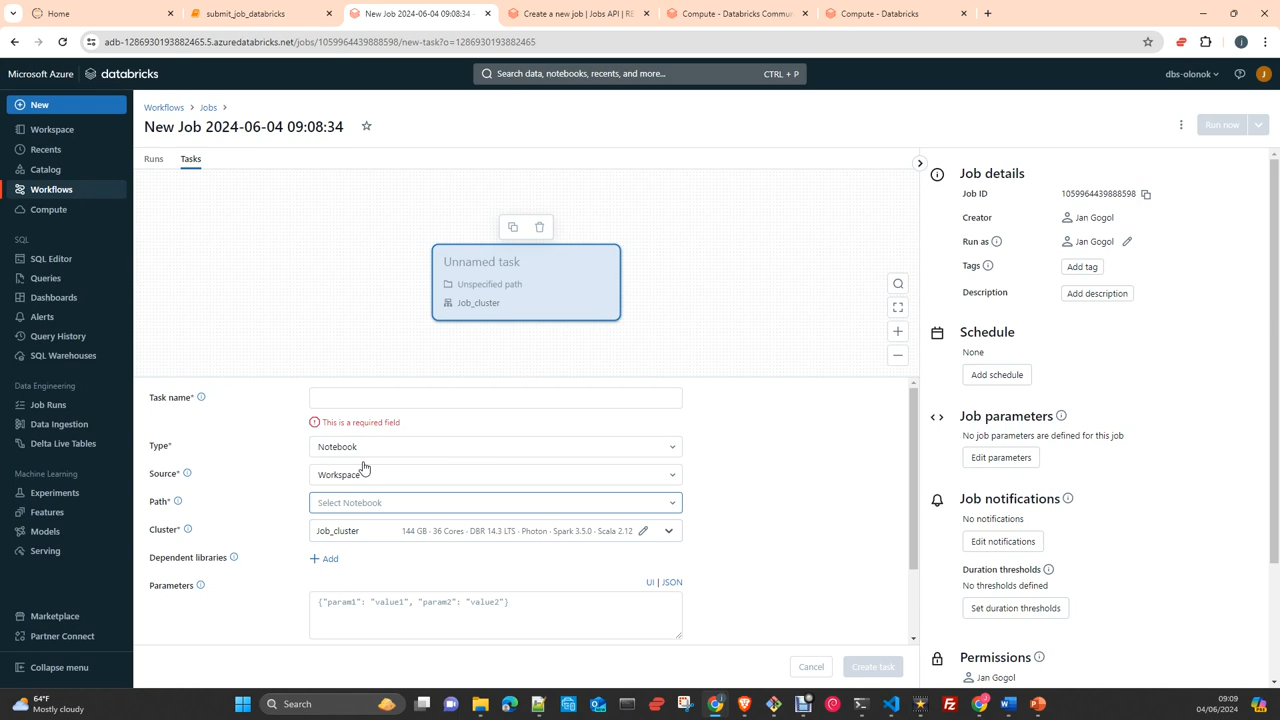 Home
submit_job_databricks
New Job 2024-06-04 09:08:34 -
Create a new job | Jobs API | RE
Compute - Databricks Commun
Compute - Databricks
adb-1286930193882465.5.azuredatabricks.net/jobs/1059964439888598/new-task?o=1286930193882465
Microsoft Azure databricks
Search data, notebooks, recents, and more... CTRL + P
dbs-olonok
J
New
Workspace
Recents
Catalog
Workflows
Compute
SQL
SQL Editor
Queries
Dashboards
Alerts
Query History
SQL Warehouses
Data Engineering
Job Runs
Data Ingestion
Delta Live Tables
Machine Learning
Experiments
Features
Models
Serving
Marketplace
Partner Connect
Collapse menu
Workflows > Jobs >
New Job 2024-06-04 09:08:34
Run now
Runs Tasks
Unnamed task
Unspecified path
Job_cluster
Task name*
This is a required field
Type* Notebook
Source* Workspace
Path* Select Notebook
Cluster* Job_cluster 144 GB · 36 Cores · DBR 14.3 LTS · Photon · Spark 3.5.0 · Scala 2.12
Dependent libraries + Add
Parameters UI | JSON
{"param1": "value1", "param2": "value2"}
Cancel Create task
Job details
Job ID 1059964439888598
Creator Jan Gogol
Run as Jan Gogol
Tags Add tag
Description Add description
Schedule
None
Add schedule
Job parameters
No job parameters are defined for this job
Edit parameters
Job notifications
No notifications
Edit notifications
Duration thresholds
No thresholds defined
Set duration thresholds
Permissions
Jan Gogol
64°F
Mostly cloudy
Search
09:09
04/06/2024